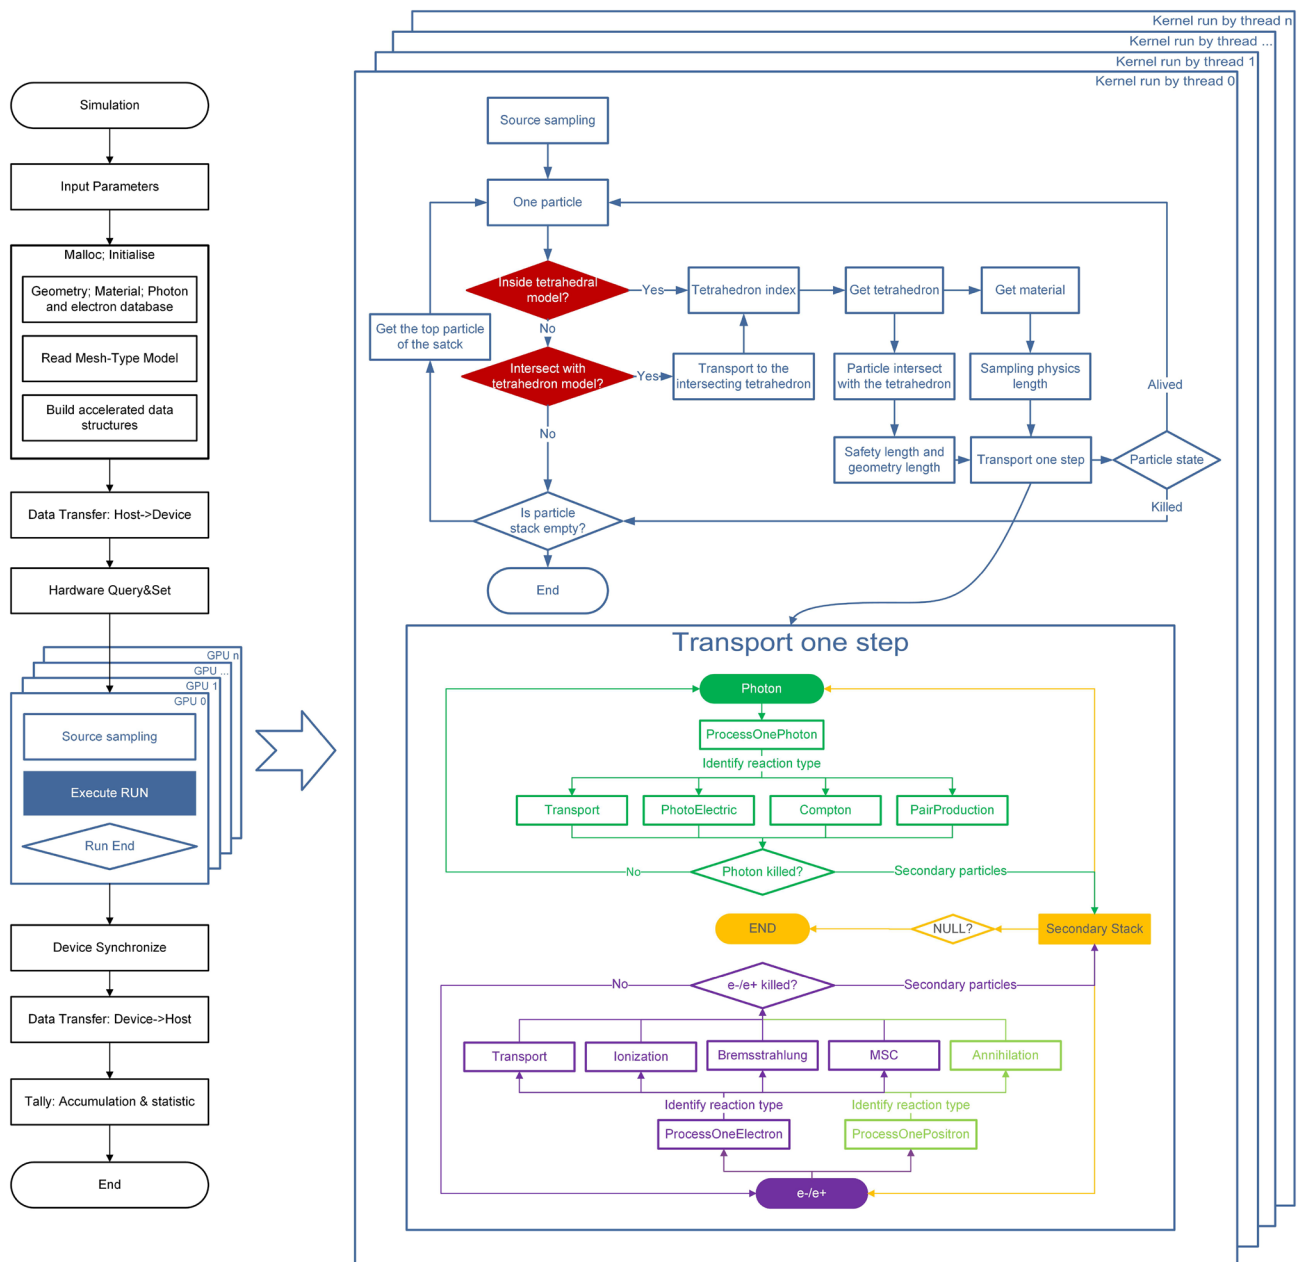 Simulation
Input Parameters
Malloc; Initialise
Geometry; Material; Photon
and electron database
Read Mesh-Type Model
Build accelerated data
structures
Data Transfer: Host->Device
Hardware Query&Set
GPU n
GPU ...
GPU 1
GPU 0
Source sampling
Execute RUN
Run End
Device Synchronize
Data Transfer: Device->Host
Tally: Accumulation & statistic
End
Kernel run by thread n
Kernel run by thread ...
Kernel run by thread 1
Kernel run by thread 0
Source sampling
One particle
Inside tetrahedral
model?
Yes
Tetrahedron index
Get tetrahedron
Get material
No
Get the top particle
of the satck
Intersect with
tetrahedron model?
Yes
Transport to the
intersecting tetrahedron
Particle intersect
with the tetrahedron
Sampling physics
length
Alived
No
Safety length and
geometry length
Transport one step
Particle state
Killed
Is particle
stack empty?
End
Transport one step
Photon
ProcessOnePhoton
Identify reaction type
Transport
PhotoElectric
Compton
PairProduction
No
Photon killed?
Secondary particles
END
NULL?
Secondary Stack
No
e-/e+ killed?
Secondary particles
Transport
Ionization
Bremsstrahlung
MSC
Annihilation
Identify reaction type
Identify reaction type
ProcessOneElectron
ProcessOnePositron
e-/e+